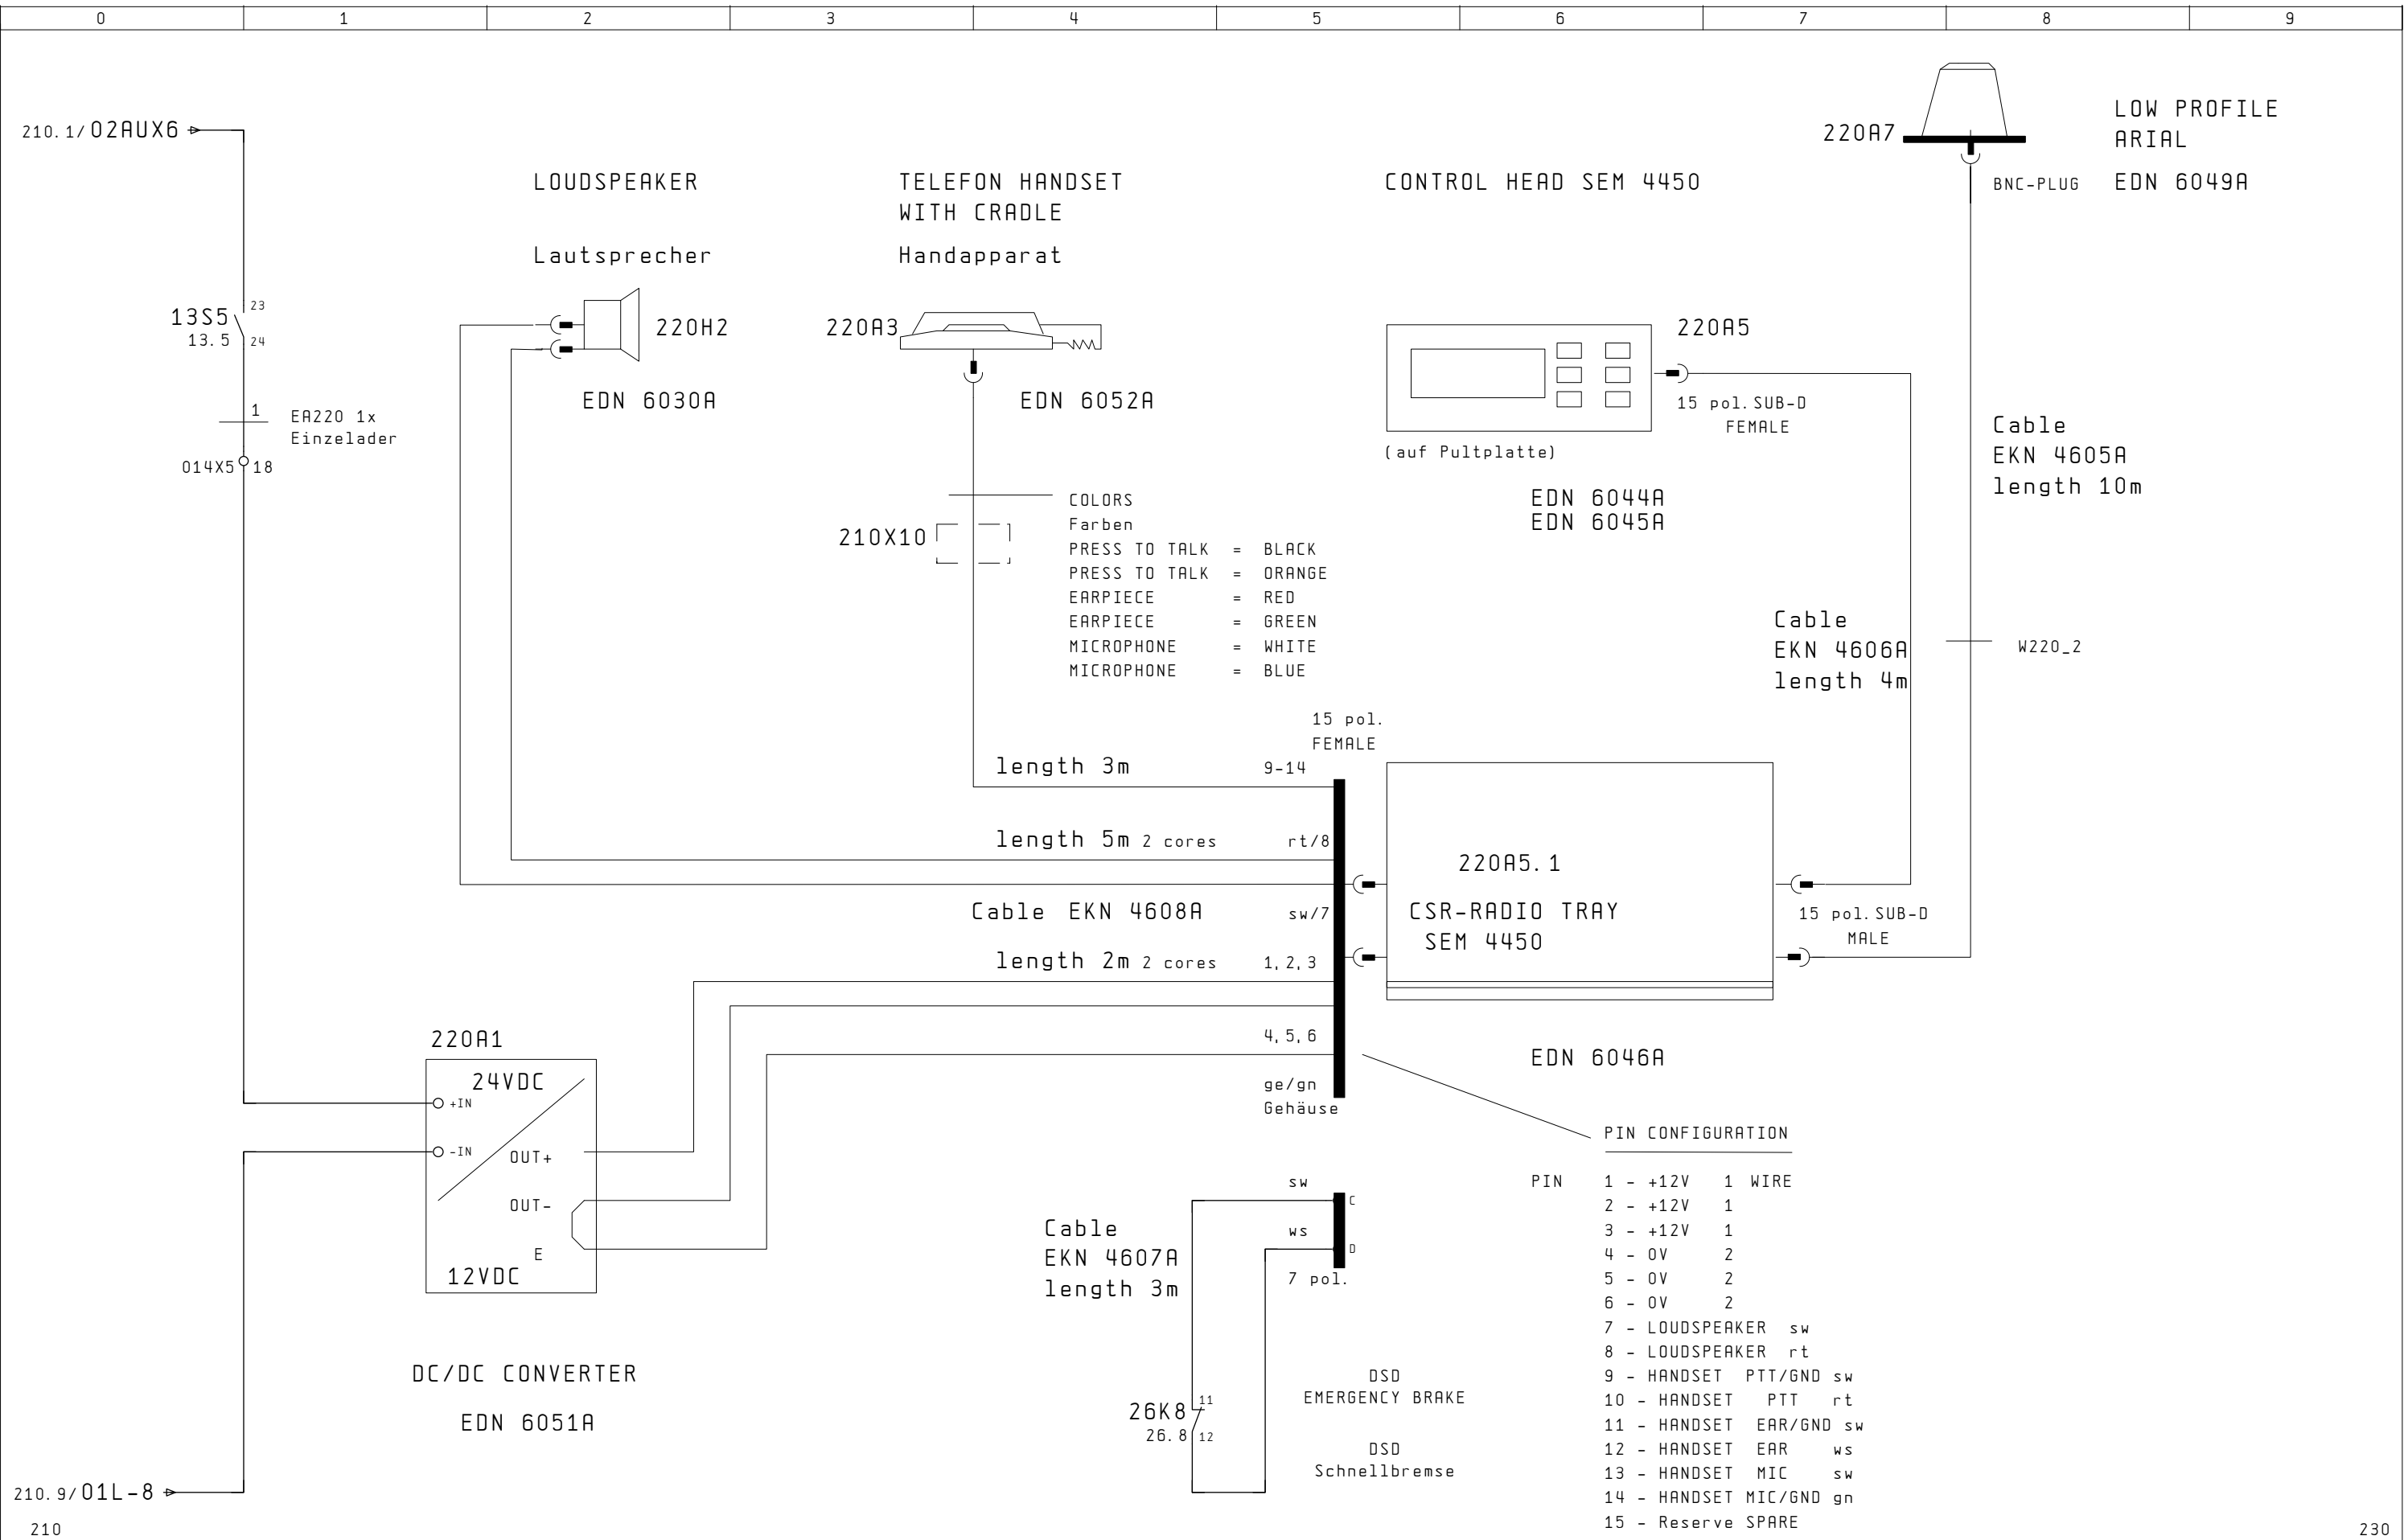 0 1 2 3 4 5 6 7 8 9
210.1/02AUX6
LOUDSPEAKER
Lautsprecher
220H2
EDN 6030A
TELEFON HANDSET
WITH CRADLE
Handapparat
220A3
EDN 6052A
CONTROL HEAD SEM 4450
220A5
15 pol.SUB-D
FEMALE
(auf Pultplatte)
EDN 6044A
EDN 6045A
220A7
LOW PROFILE
ARIAL
BNC-PLUG
EDN 6049A
13S5
13.5
23
24
1
EA220 1x
Einzelader
014X5 18
210X10
COLORS
Farben
PRESS TO TALK = BLACK
PRESS TO TALK = ORANGE
EARPIECE = RED
EARPIECE = GREEN
MICROPHONE = WHITE
MICROPHONE = BLUE
Cable
EKN 4605A
length 10m
Cable
EKN 4606A
length 4m
W220_2
15 pol.
FEMALE
length 3m 9-14
length 5m 2 cores rt/8
Cable EKN 4608A sw/7
length 2m 2 cores 1,2,3
4,5,6
ge/gn
Gehäuse
220A5.1
CSR-RADIO TRAY
SEM 4450
15 pol.SUB-D
MALE
EDN 6046A
220A1
24VDC
+IN
-IN
OUT+
OUT-
E
12VDC
DC/DC CONVERTER
EDN 6051A
sw
C
ws
D
7 pol.
Cable
EKN 4607A
length 3m
26K8
26.8
11
12
DSD
EMERGENCY BRAKE
DSD
Schnellbremse
PIN CONFIGURATION
PIN 1 - +12V 1 WIRE
2 - +12V 1
3 - +12V 1
4 - 0V 2
5 - 0V 2
6 - 0V 2
7 - LOUDSPEAKER sw
8 - LOUDSPEAKER rt
9 - HANDSET PTT/GND sw
10 - HANDSET PTT rt
11 - HANDSET EAR/GND sw
12 - HANDSET EAR ws
13 - HANDSET MIC sw
14 - HANDSET MIC/GND gn
15 - Reserve SPARE
210.9/01L-8
210
230